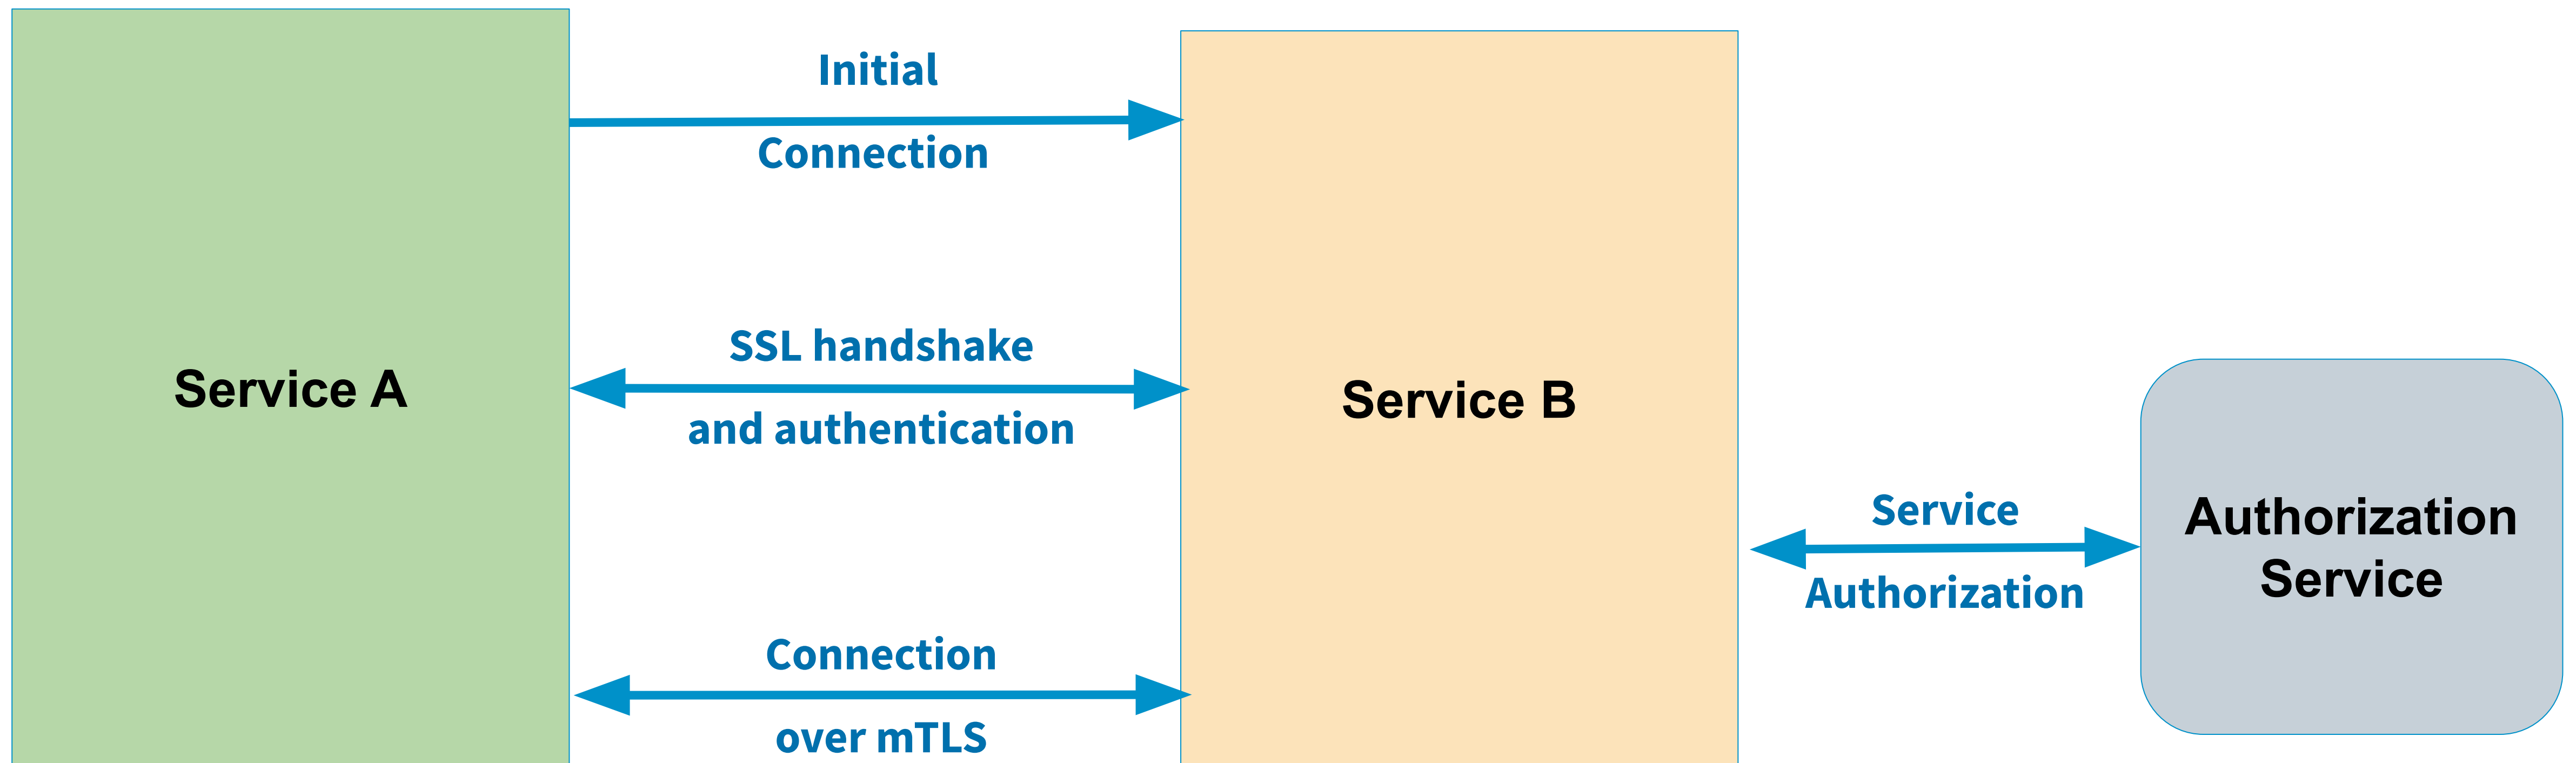 Initial
Connection
Service A
SSL handshake
and authentication
Service B
Service
Authorization
Authorization
Service
Connection
over mTLS